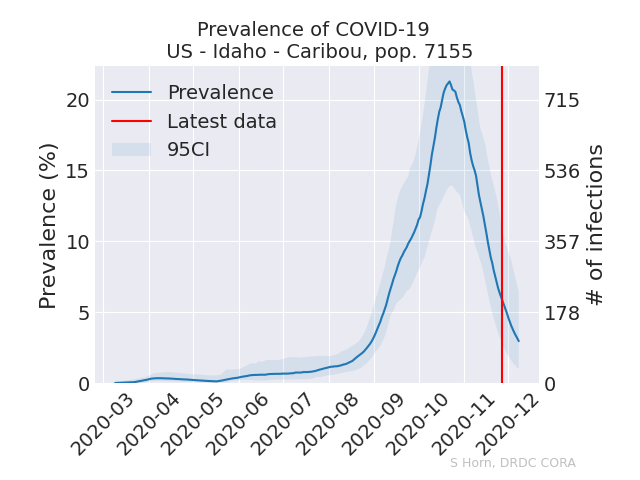 Prevalence of COVID-19
US - Idaho - Caribou, pop. 7155
Prevalence
Latest data
95CI
Prevalence (%)
20
15
10
5
0
# of infections
715
536
357
178
0
2020-03
2020-04
2020-05
2020-06
2020-07
2020-08
2020-09
2020-10
2020-11
2020-12
S Horn, DRDC CORA